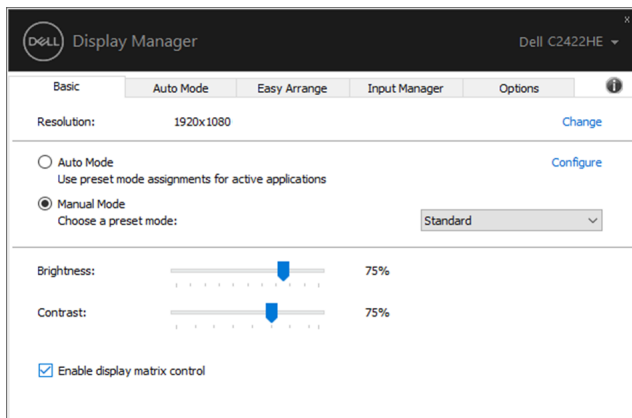 x
DELL Display Manager Dell C2422HE
Basic Auto Mode Easy Arrange Input Manager Options i
Resolution: 1920x1080 Change
Auto Mode Configure
Use preset mode assignments for active applications
Manual Mode
Choose a preset mode: Standard
Brightness: 75%
Contrast: 75%
Enable display matrix control